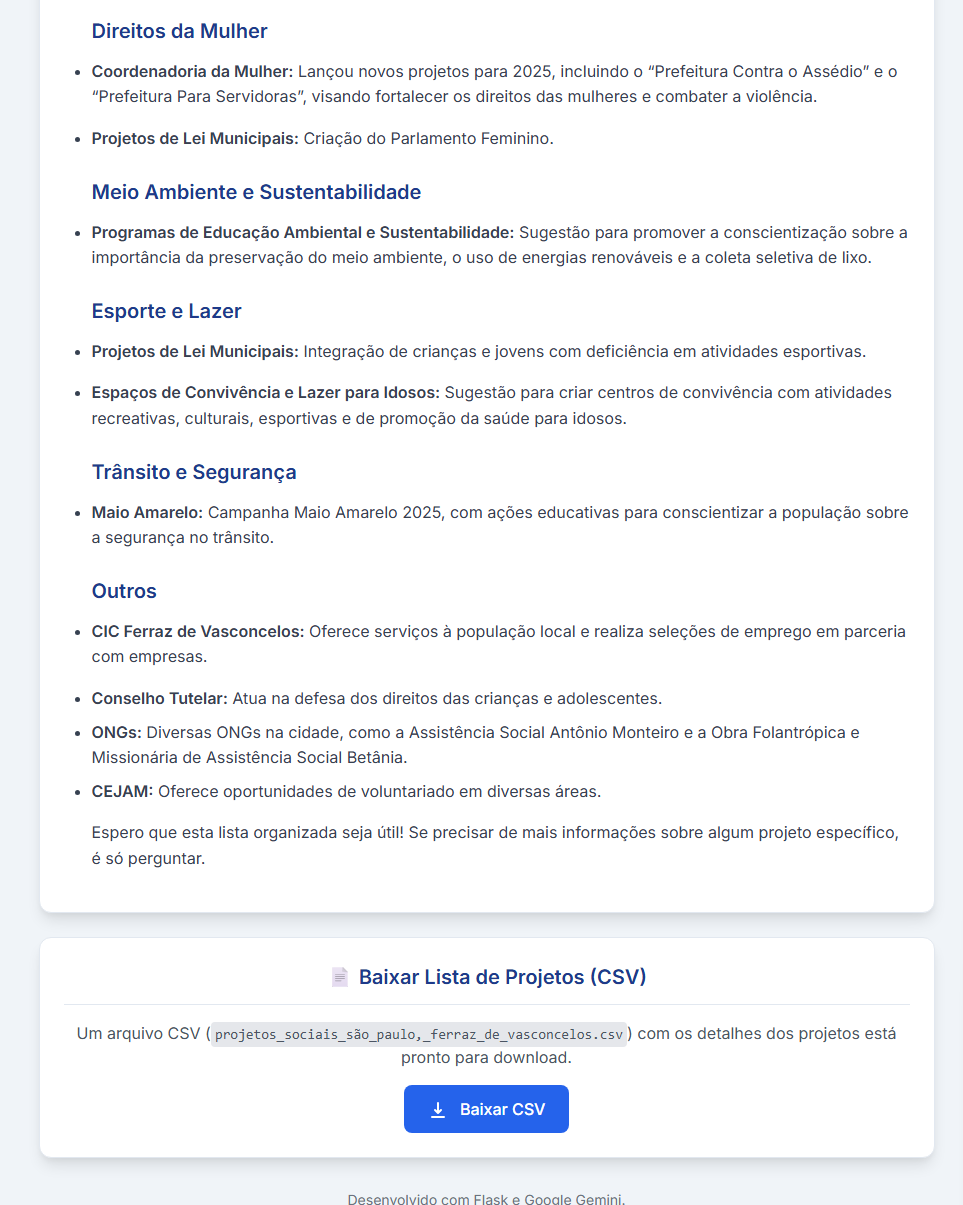 Direitos da Mulher
Coordenadoria da Mulher: Lançou novos projetos para 2025, incluindo o “Prefeitura Contra o Assédio” e o
“Prefeitura Para Servidoras”, visando fortalecer os direitos das mulheres e combater a violência.
Projetos de Lei Municipais: Criação do Parlamento Feminino.
Meio Ambiente e Sustentabilidade
Programas de Educação Ambiental e Sustentabilidade: Sugestão para promover a conscientização sobre a
importância da preservação do meio ambiente, o uso de energias renováveis e a coleta seletiva de lixo.
Esporte e Lazer
Projetos de Lei Municipais: Integração de crianças e jovens com deficiência em atividades esportivas.
Espaços de Convivência e Lazer para Idosos: Sugestão para criar centros de convivência com atividades
recreativas, culturais, esportivas e de promoção da saúde para idosos.
Trânsito e Segurança
Maio Amarelo: Campanha Maio Amarelo 2025, com ações educativas para conscientizar a população sobre
a segurança no trânsito.
Outros
CIC Ferraz de Vasconcelos: Oferece serviços à população local e realiza seleções de emprego em parceria
com empresas.
Conselho Tutelar: Atua na defesa dos direitos das crianças e adolescentes.
ONGs: Diversas ONGs na cidade, como a Assistência Social Antônio Monteiro e a Obra Folantrópica e
Missionária de Assistência Social Betânia.
CEJAM: Oferece oportunidades de voluntariado em diversas áreas.
Espero que esta lista organizada seja útil! Se precisar de mais informações sobre algum projeto específico,
é só perguntar.
Baixar Lista de Projetos (CSV)
Um arquivo CSV (projetos_sociais_são_paulo,_ferraz_de_vasconcelos.csv) com os detalhes dos projetos está
pronto para download.
Baixar CSV
Desenvolvido com Flask e Google Gemini.